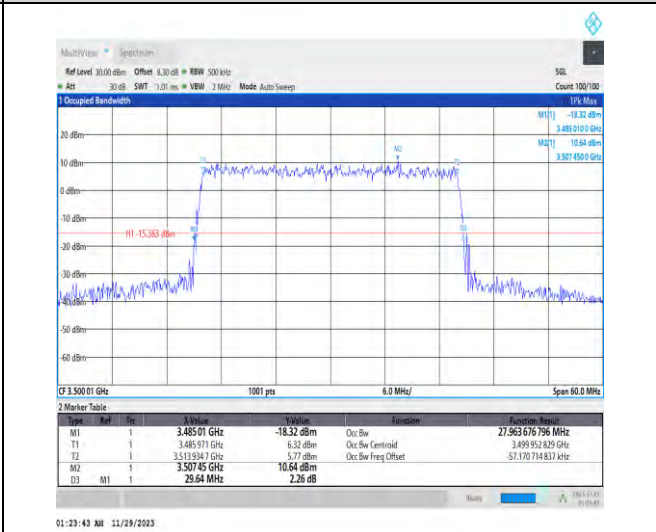 MultiView Spectrum
Ref Level 30.00 dBm Offset 8.30 dB RBW 500 kHz SGL
Att 30 dB SWT 1.01 ms VBW 2 MHz Mode Auto Sweep Count 100/100
1 Occupied Bandwidth 1Pk Max
M1[1] -18.32 dBm
3.485 010 0 GHz
M2[1] 10.64 dBm
3.507 450 0 GHz
20 dBm
M2
T1 T2
10 dBm
0 dBm
-10 dBm
H1 -15.363 dBm M1 D3
-20 dBm
-30 dBm
-40 dBm
-50 dBm
-60 dBm
CF 3.500 01 GHz 1001 pts 6.0 MHz/ Span 60.0 MHz
2 Marker Table
Type Ref Trc X-Value Y-Value Function Function Result
M1 1 3.485 01 GHz -18.32 dBm Occ Bw 27.963 676 796 MHz
T1 1 3.485 971 GHz 6.32 dBm Occ Bw Centroid 3.499 952 829 GHz
T2 1 3.513 934 7 GHz 5.77 dBm Occ Bw Freq Offset -57.170 714 837 kHz
M2 1 3.507 45 GHz 10.64 dBm
D3 M1 1 29.64 MHz 2.26 dB
Ready
01:23:43 AM 11/29/2023